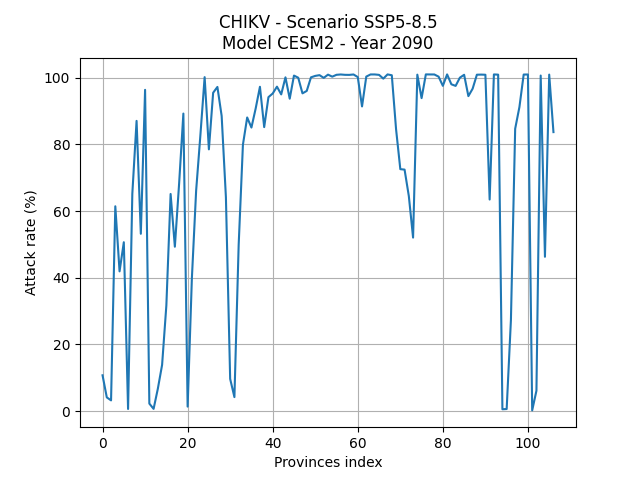 CHIKV - Scenario SSP5-8.5
Model CESM2 - Year 2090
Attack rate (%)
100
80
60
40
20
0
0 20 40 60 80 100
Provinces index